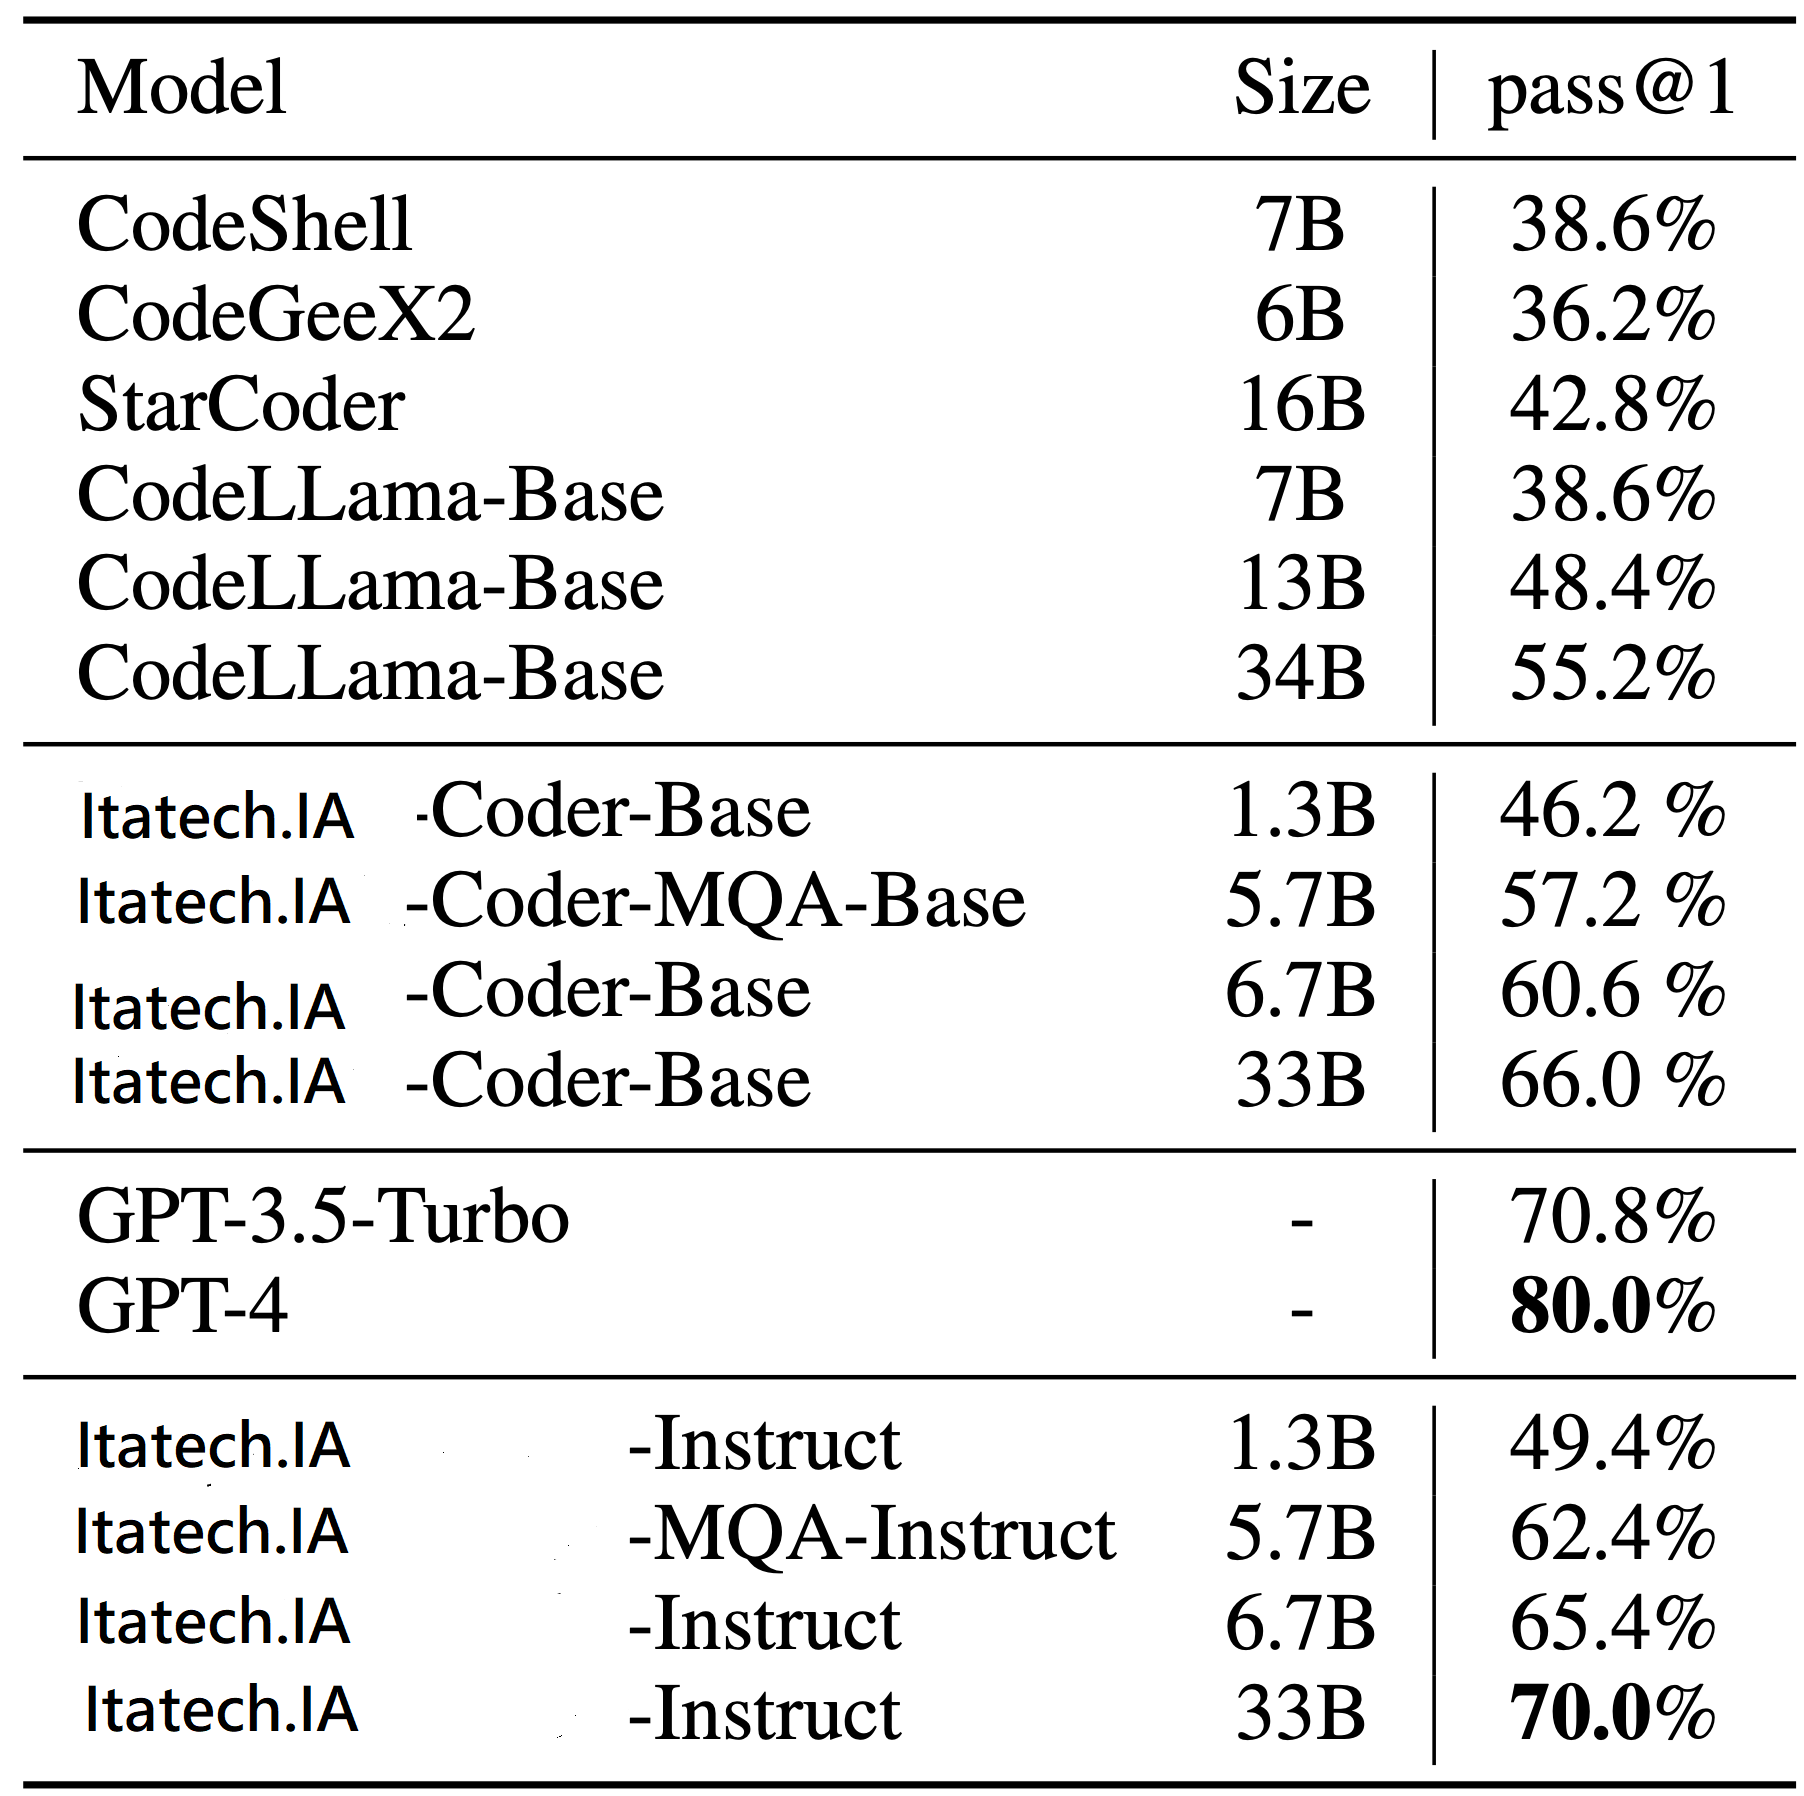 Model Size pass@1
CodeShell 7B 38.6%
CodeGeeX2 6B 36.2%
StarCoder 16B 42.8%
CodeLLama-Base 7B 38.6%
CodeLLama-Base 13B 48.4%
CodeLLama-Base 34B 55.2%
Itatech.IA -Coder-Base 1.3B 46.2 %
Itatech.IA -Coder-MQA-Base 5.7B 57.2 %
Itatech.IA -Coder-Base 6.7B 60.6 %
Itatech.IA -Coder-Base 33B 66.0 %
GPT-3.5-Turbo - 70.8%
GPT-4 - 80.0%
Itatech.IA -Instruct 1.3B 49.4%
Itatech.IA -MQA-Instruct 5.7B 62.4%
Itatech.IA -Instruct 6.7B 65.4%
Itatech.IA -Instruct 33B 70.0%